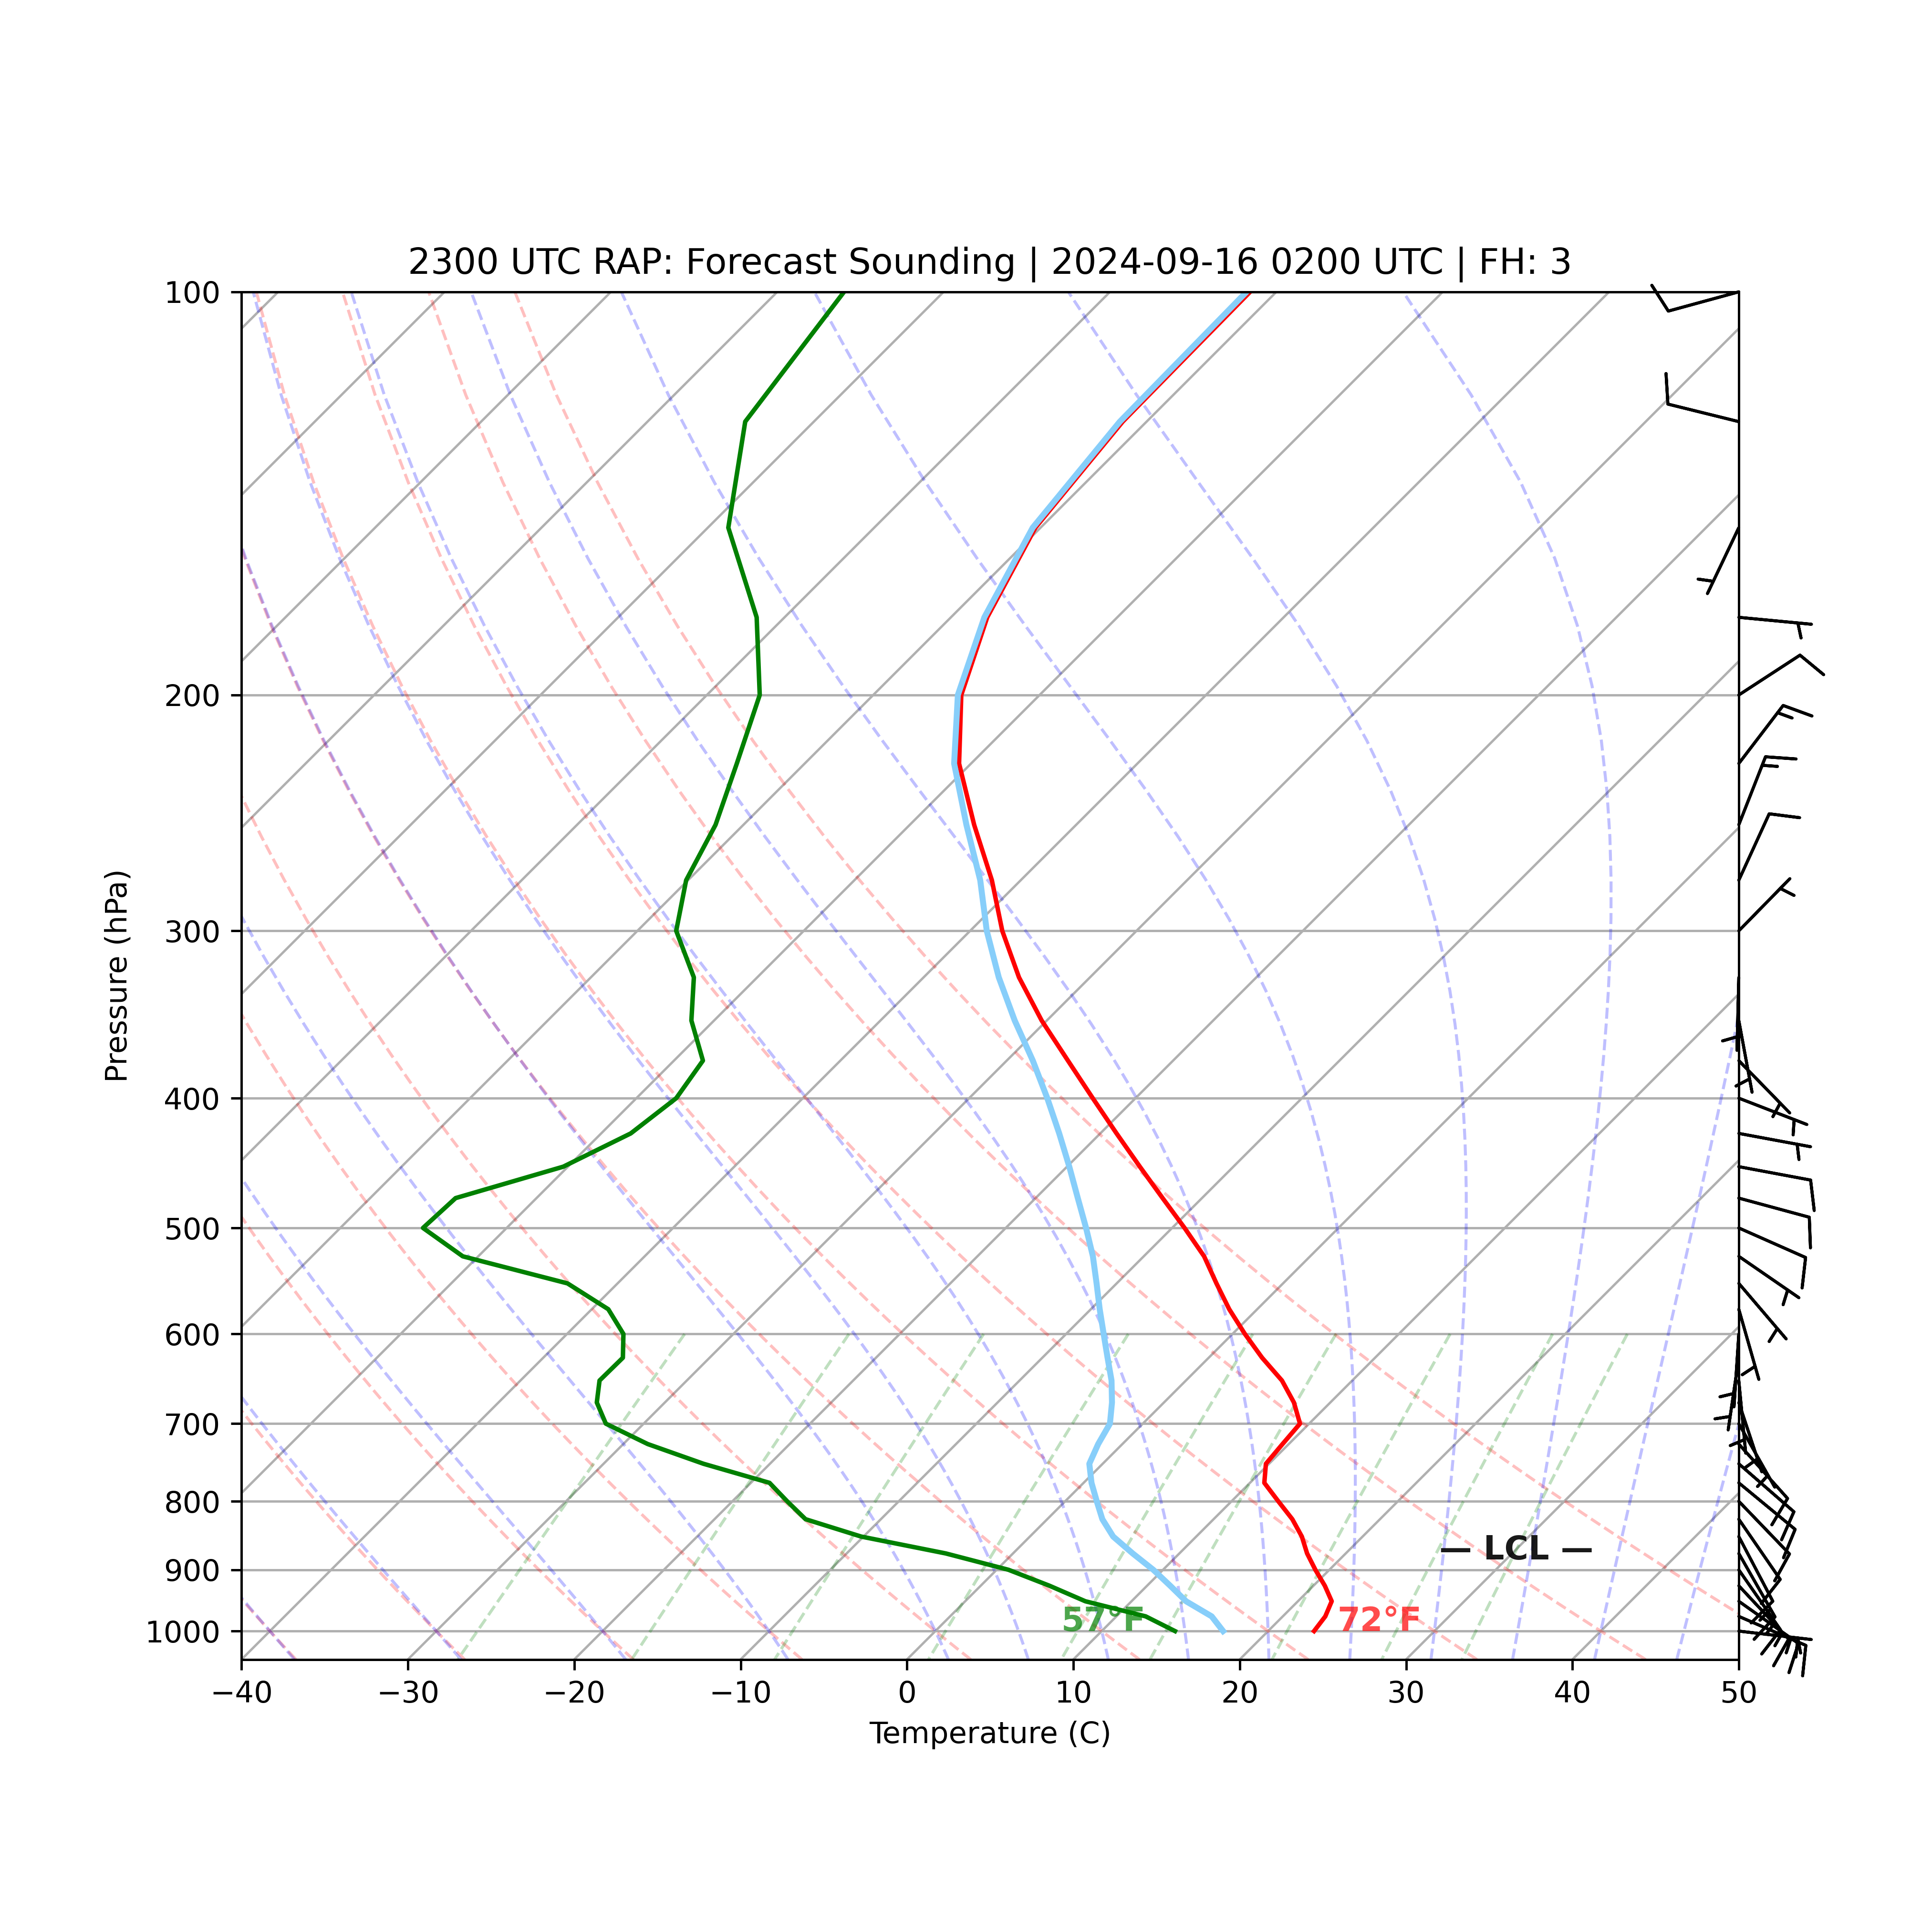 2300 UTC RAP: Forecast Sounding | 2024-09-16 0200 UTC | FH: 3
100
200
300
400
500
600
700
800
900
1000
Pressure (hPa)
— LCL —
57°F
72°F
−40 −30 −20 −10 0 10 20 30 40 50
Temperature (C)